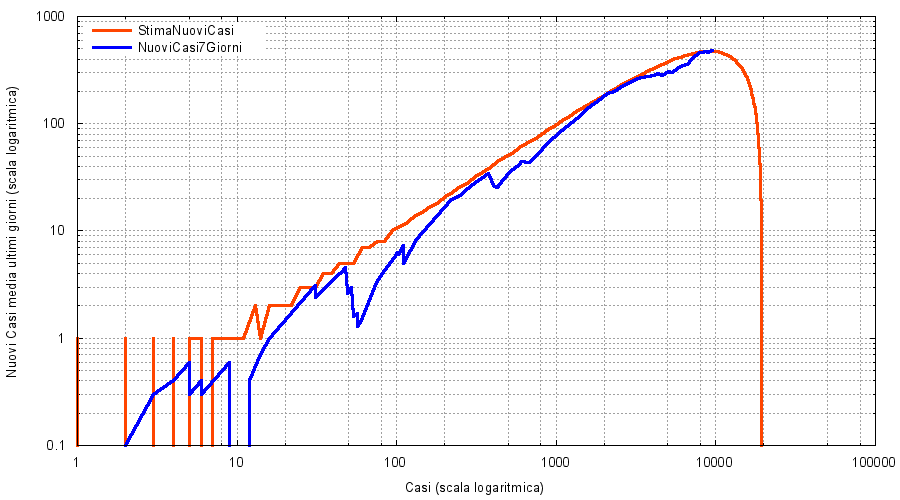 1000
StimaNuoviCasi
NuoviCasi7Giorni
100
10
1
0.1
Nuovi Casi media ultimi giorni (scala logaritmica)
1 10 100 1000 10000 100000
Casi (scala logaritmica)